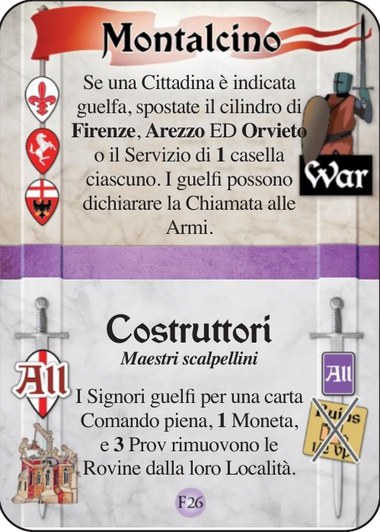 Montalcino
Se una Cittadina è indicata
guelfa, spostate il cilindro di
Firenze, Arezzo ED Orvieto
o il Servizio di 1 casella
ciascuno. I guelfi possono
dichiarare la Chiamata alle
Armi.
War
Costruttori
Maestri scalpellini
All
All
I Signori guelfi per una carta
Comando piena, 1 Moneta,
e 3 Prov rimuovono le
Rovine dalla loro Località.
Ruins
F26